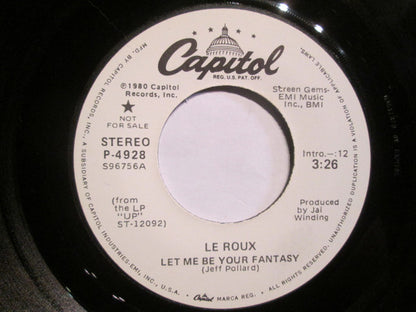 Capitol
REG. U.S. PAT. OFF.
℗1980 Capitol
Records, Inc.
Screen Gems-
EMI Music
Inc., BMI
★
NOT
FOR SALE
STEREO
P-4928
S96756A
Intro.—:12
3:26
(from
the LP
"UP"
ST-12092)
Produced by
Jai
Winding
LE ROUX
LET ME BE YOUR FANTASY
(Jeff Pollard)
Capitol MARCA REG.
MFD. BY CAPITOL RECORDS, INC., A SUBSIDIARY OF CAPITOL INDUSTRIES-EMI, INC., U.S.A.
ALL RIGHTS RESERVED. UNAUTHORIZED DUPLICATION IS A VIOLATION OF APPLICABLE LAWS.